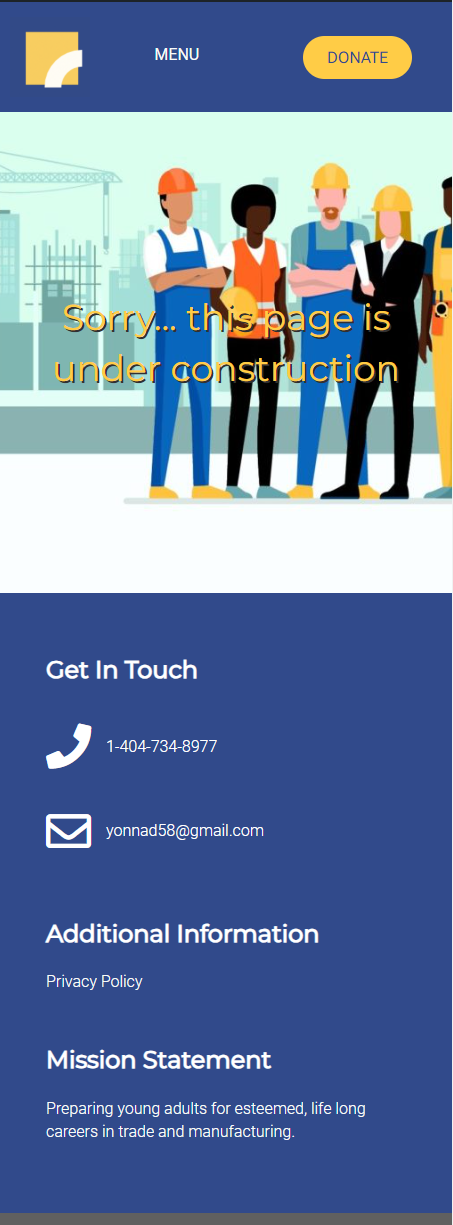 MENU
DONATE
Sorry... this page is
under construction
Get In Touch
1-404-734-8977
yonnad58@gmail.com
Additional Information
Privacy Policy
Mission Statement
Preparing young adults for esteemed, life long
careers in trade and manufacturing.